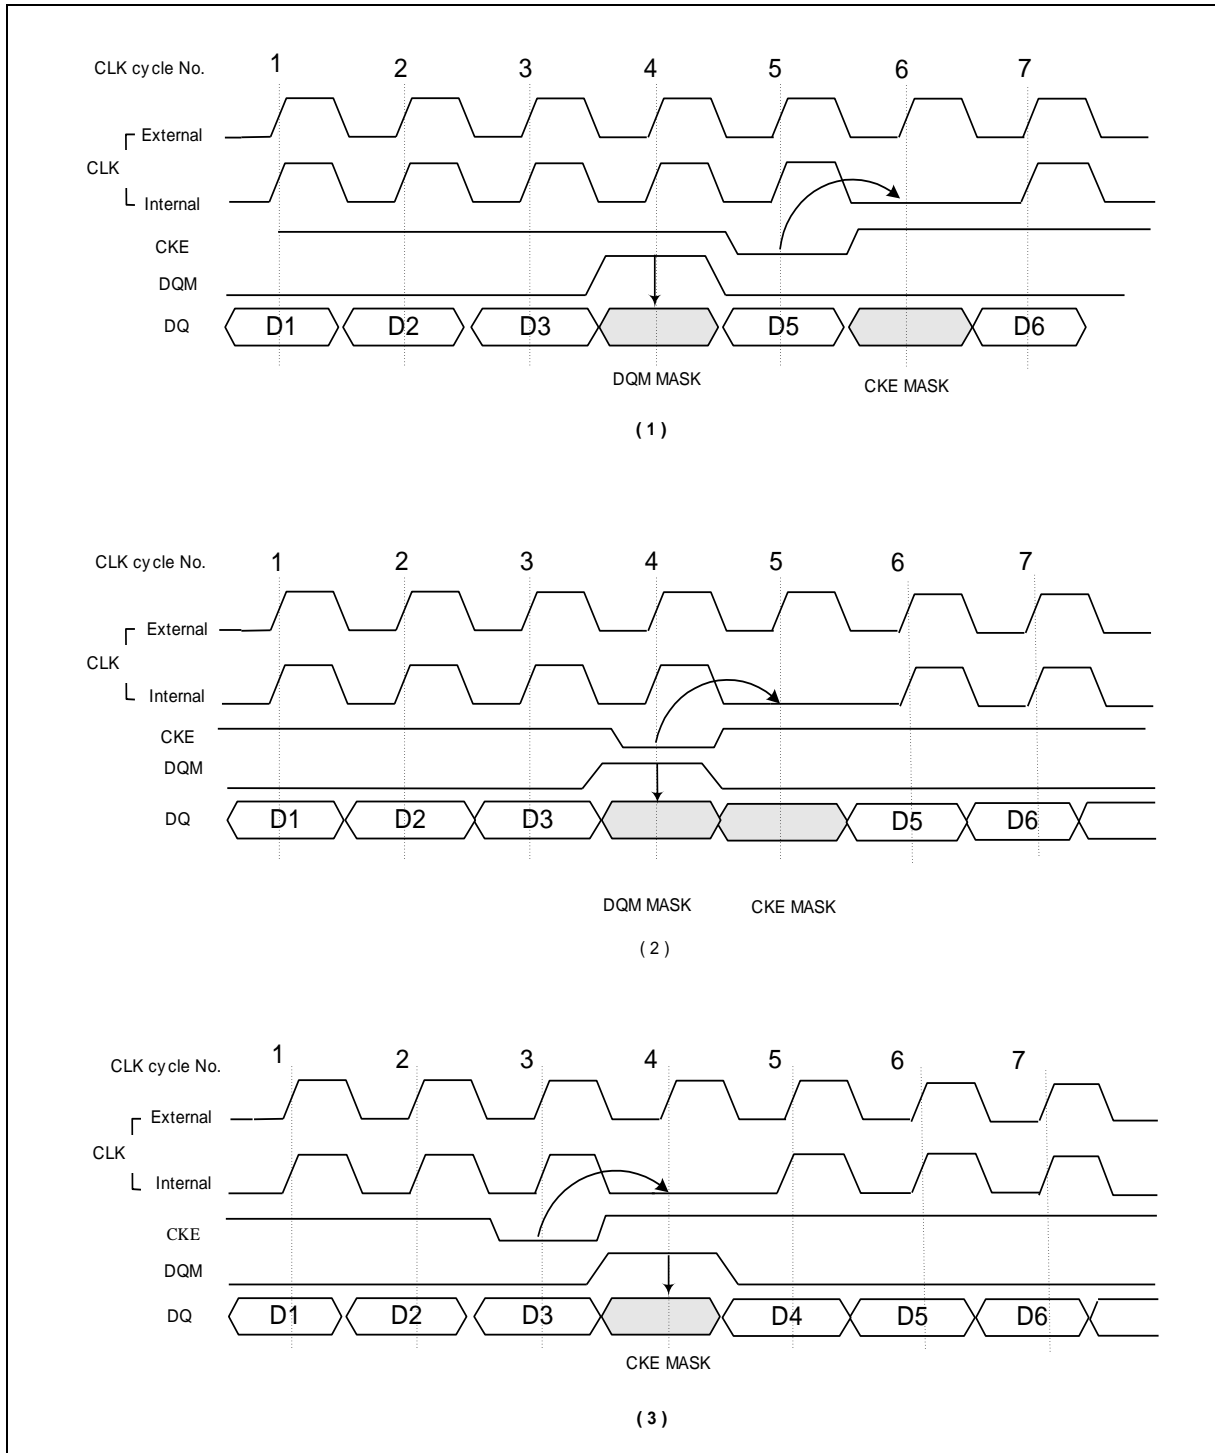 CLK cycle No. 1 2 3 4 5 6 7
External
CLK
Internal
CKE
DQM
DQ D1 D2 D3 D5 D6
DQM MASK CKE MASK
( 1 )
CLK cycle No. 1 2 3 4 5 6 7
External
CLK
Internal
CKE
DQM
DQ D1 D2 D3 D5 D6
DQM MASK CKE MASK
( 2 )
CLK cycle No. 1 2 3 4 5 6 7
External
CLK
Internal
CKE
DQM
DQ D1 D2 D3 D4 D5 D6
CKE MASK
( 3 )